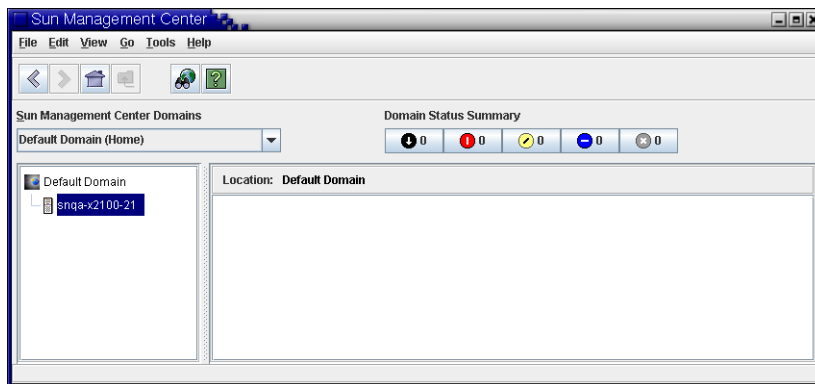 Sun Management Center
File Edit View Go Tools Help
Sun Management Center Domains
Domain Status Summary
Default Domain (Home)
0 0 0 0 0
Default Domain
Location: Default Domain
snqa-x2100-21